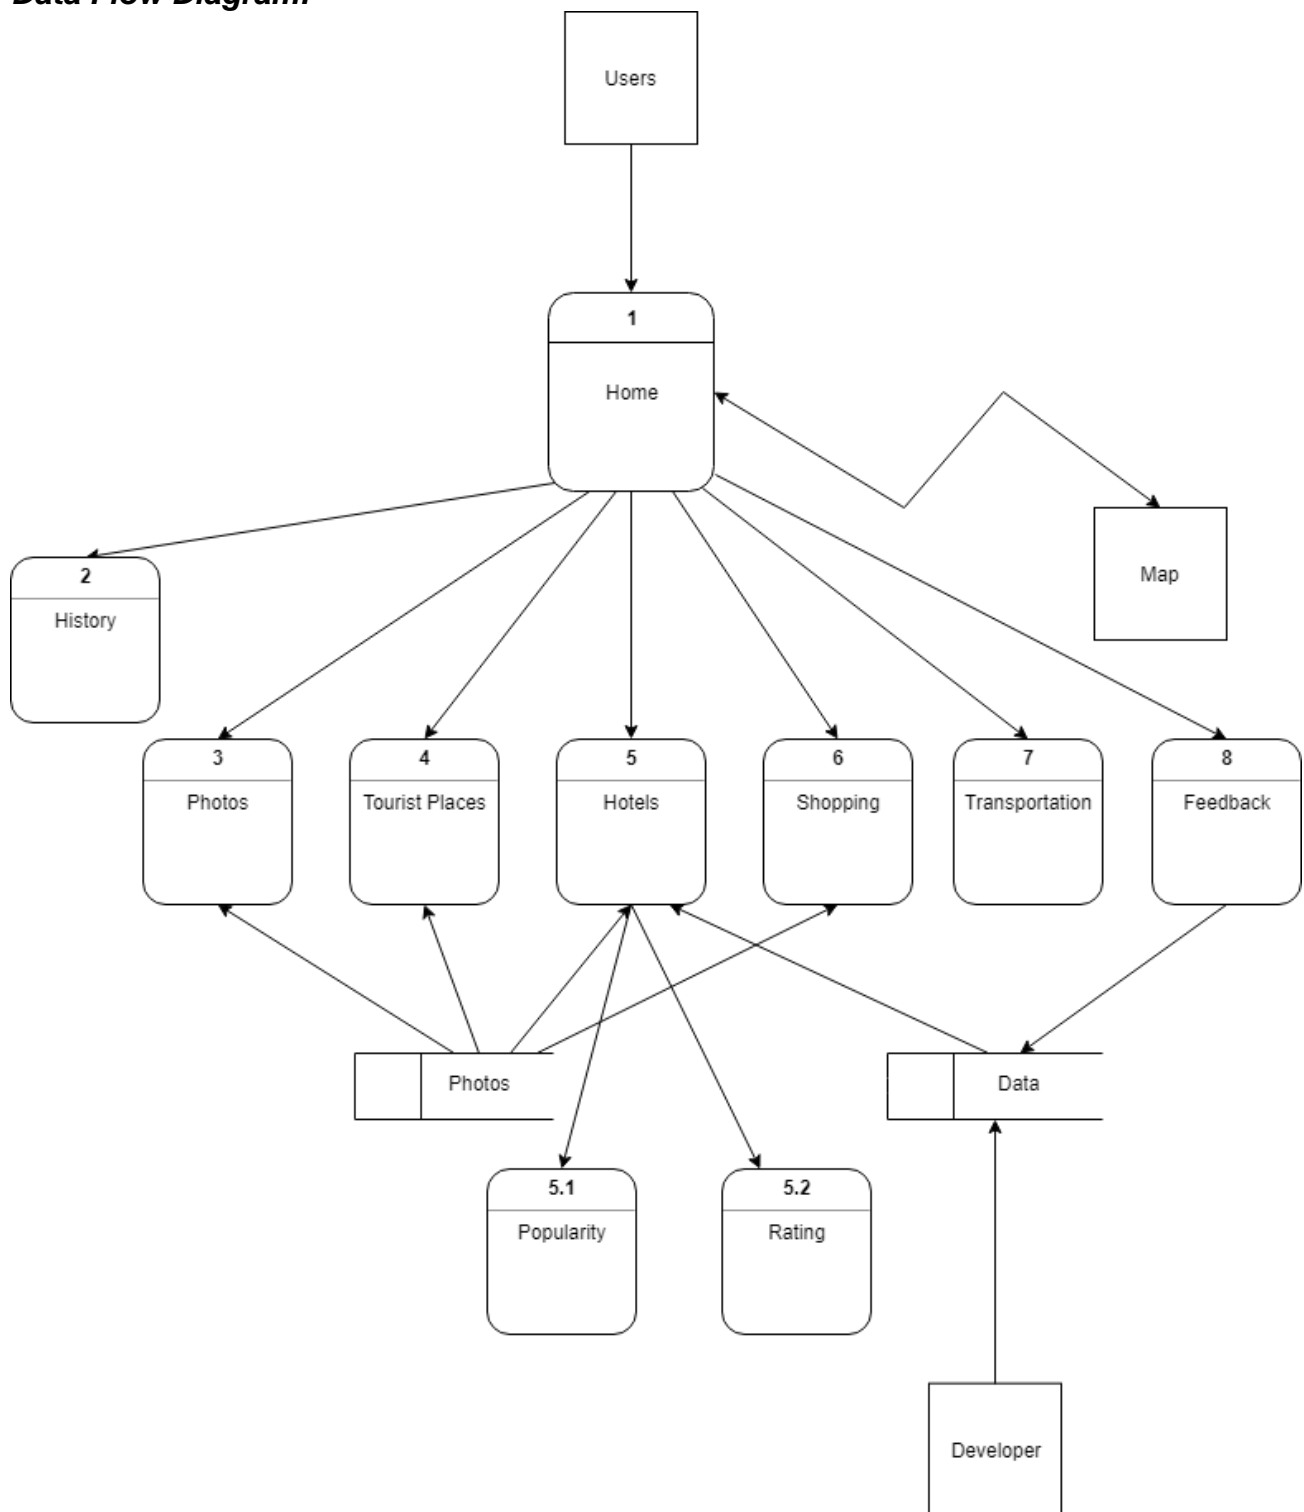 Data Flow Diagram:
Users
1
Home
Map
2
History
3
Photos
4
Tourist Places
5
Hotels
6
Shopping
7
Transportation
8
Feedback
Photos
Data
5.1
Popularity
5.2
Rating
Developer